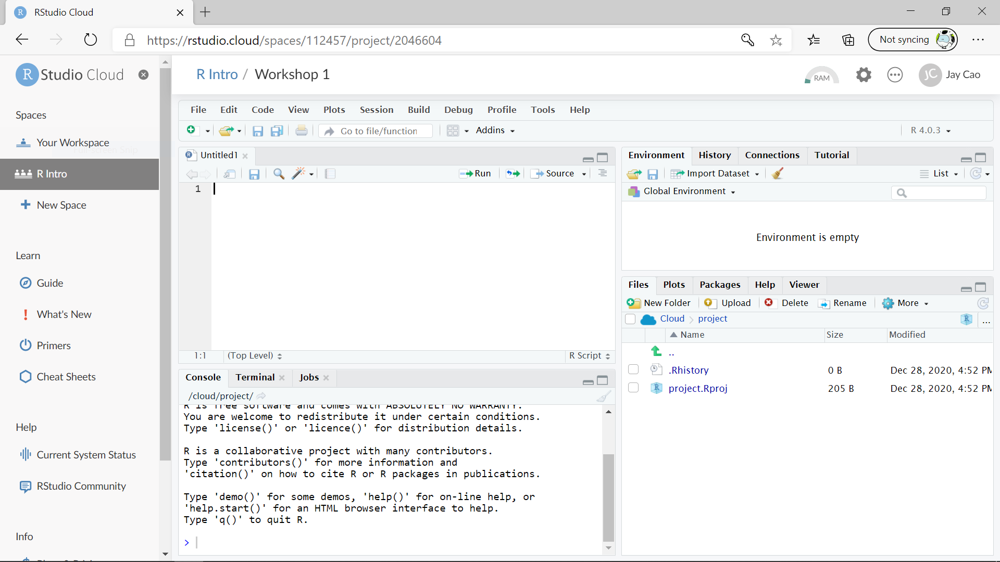 RStudio Cloud
https://rstudio.cloud/spaces/112457/project/2046604
Not syncing
R Studio Cloud
R Intro / Workshop 1
RAM
JC Jay Cao
Spaces
Your Workspace
Full-screen Snip
R Intro
New Space
Learn
Guide
What's New
Primers
Cheat Sheets
Help
Current System Status
RStudio Community
Info
File Edit Code View Plots Session Build Debug Profile Tools Help
Go to file/function Addins R 4.0.3
Untitled1
Run Source
1
1:1 (Top Level) R Script
Console Terminal Jobs
/cloud/project/
R is free software and comes with ABSOLUTELY NO WARRANTY.
You are welcome to redistribute it under certain conditions.
Type 'license()' or 'licence()' for distribution details.
R is a collaborative project with many contributors.
Type 'contributors()' for more information and
'citation()' on how to cite R or R packages in publications.
Type 'demo()' for some demos, 'help()' for on-line help, or
'help.start()' for an HTML browser interface to help.
Type 'q()' to quit R.
>
Environment History Connections Tutorial
Import Dataset List
Global Environment
Environment is empty
Files Plots Packages Help Viewer
New Folder Upload Delete Rename More
Cloud project R ...
Name Size Modified
..
.Rhistory 0 B Dec 28, 2020, 4:52 PM
project.Rproj 205 B Dec 28, 2020, 4:52 PM